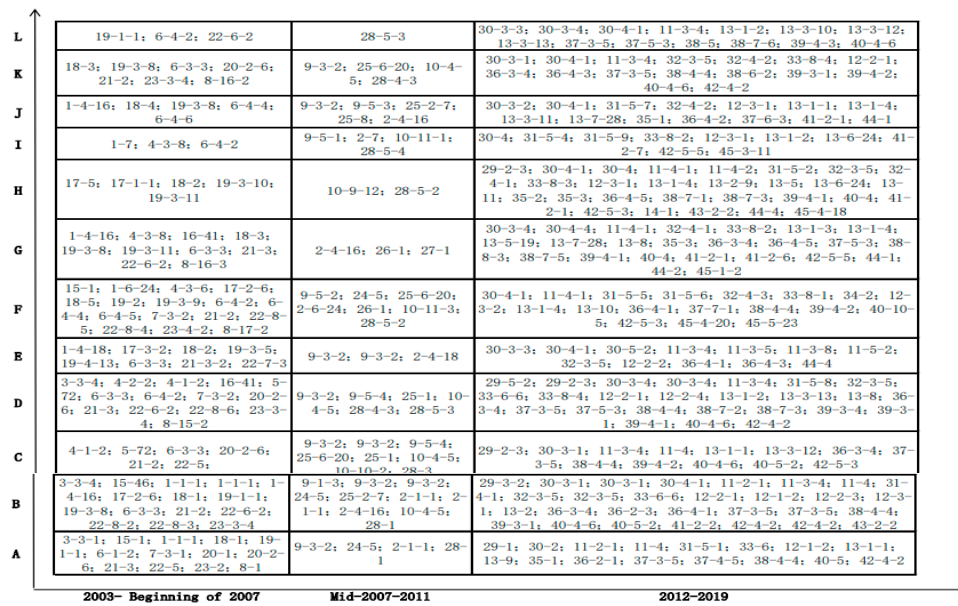 L
19-1-1; 6-4-2; 22-6-2
28-5-3
30-3-3; 30-3-4; 30-4-1; 11-3-4; 13-1-2; 13-3-10; 13-3-12;
13-3-13; 37-3-5; 37-5-3; 38-5; 38-7-6; 39-4-3; 40-4-6
K
18-3; 19-3-8; 6-3-3; 20-2-6;
21-2; 23-3-4; 8-16-2
9-3-2; 25-6-20; 10-4-
5; 28-4-3
30-3-1; 30-4-1; 11-3-4; 32-3-5; 32-4-2; 33-8-4; 12-2-1;
36-3-4; 36-4-3; 37-3-5; 38-4-4; 38-6-2; 39-3-1; 39-4-2;
40-4-6; 42-4-2
J
1-4-16; 18-4; 19-3-8; 6-4-4;
6-4-6
9-3-2; 9-5-3; 25-2-7;
25-8; 2-4-16
30-3-2; 30-4-1; 31-5-7; 32-4-2; 12-3-1; 13-1-1; 13-1-4;
13-3-11; 13-7-28; 35-1; 36-4-2; 37-6-3; 41-2-1; 44-1
I
1-7; 4-3-8; 6-4-2
9-5-1; 2-7; 10-11-1;
28-5-4
30-4; 31-5-4; 31-5-9; 33-8-2; 12-3-1; 13-1-2; 13-6-24; 41-
2-7; 42-5-5; 45-3-11
H
17-5; 17-1-1; 18-2; 19-3-10;
19-3-11
10-9-12; 28-5-2
29-2-3; 30-4-1; 30-4; 11-4-1; 11-4-2; 31-5-2; 32-3-5; 32-
4-1; 33-8-3; 12-3-1; 13-1-4; 13-2-9; 13-5; 13-6-24; 13-
11; 35-2; 35-3; 36-4-5; 38-7-1; 38-7-3; 39-4-1; 40-4; 41-
2-1; 42-5-3; 14-1; 43-2-2; 44-4; 45-4-18
G
1-4-16; 4-3-8; 16-41; 18-3;
19-3-8; 19-3-11; 6-3-3; 21-3;
22-6-2; 8-16-3
2-4-16; 26-1; 27-1
30-3-4; 30-4-4; 11-4-1; 32-4-1; 33-8-2; 13-1-3; 13-1-4;
13-5-19; 13-7-28; 13-8; 35-3; 36-3-4; 36-4-5; 37-5-3; 38-
8-3; 38-7-5; 39-4-1; 40-4; 41-2-1; 41-2-6; 42-5-5; 44-1;
44-2; 45-1-2
F
15-1; 1-6-24; 4-3-6; 17-2-6;
18-5; 19-2; 19-3-9; 6-4-2; 6-
4-4; 6-4-5; 7-3-2; 21-2; 22-8-
5; 22-8-4; 23-4-2; 8-17-2
9-5-2; 24-5; 25-6-20;
2-6-24; 26-1; 10-11-3;
28-5-2
30-4-1; 11-4-1; 31-5-5; 31-5-6; 32-4-3; 33-8-1; 34-2; 12-
3-2; 13-1-4; 13-10; 36-4-1; 37-7-1; 38-4-4; 39-4-2; 40-10-
5; 42-5-3; 45-4-20; 45-5-23
E
1-4-18; 17-3-2; 18-2; 19-3-5;
19-4-13; 6-3-3; 21-3-2; 22-7-3
9-3-2; 9-3-2; 2-4-18
30-3-3; 30-4-1; 30-5-2; 11-3-4; 11-3-5; 11-3-8; 11-5-2;
32-3-5; 12-2-2; 36-4-1; 36-4-3; 44-4
D
3-3-4; 4-2-2; 4-1-2; 16-41; 5-
72; 6-3-3; 6-4-2; 7-3-2; 20-2-
6; 21-3; 22-6-2; 22-8-6; 23-3-
4; 8-15-2
9-3-2; 9-5-4; 25-1; 10-
4-5; 28-4-3; 28-5-3
29-5-2; 29-2-3; 30-3-4; 30-3-4; 11-3-4; 31-5-8; 32-3-5;
33-6-6; 33-8-4; 12-2-1; 12-2-4; 13-1-2; 13-3-13; 13-8; 36-
3-4; 37-3-5; 37-5-3; 38-4-4; 38-7-2; 38-7-3; 39-3-4; 39-3-
1; 39-4-1; 40-4-6; 42-4-2
C
4-1-2; 5-72; 6-3-3; 20-2-6;
21-2; 22-5;
9-3-2; 9-3-2; 9-5-4;
25-6-20; 25-1; 10-4-5;
10-10-2; 28-3
29-2-3; 30-3-1; 11-3-4; 11-4; 13-1-1; 13-3-12; 36-3-4; 37-
3-5; 38-4-4; 39-4-2; 40-4-6; 40-5-2; 42-5-3
B
3-3-4; 15-46; 1-1-1; 1-1-1; 1-
4-16; 17-2-6; 18-1; 19-1-1;
19-3-8; 6-3-3; 21-2; 22-6-2;
22-8-2; 22-8-3; 23-3-4
9-1-3; 9-3-2; 9-3-2;
24-5; 25-2-7; 2-1-1; 2-
1-1; 2-4-16; 10-4-5;
28-1
29-3-2; 30-3-1; 30-3-1; 30-4-1; 11-2-1; 11-3-4; 11-4; 31-
4-1; 32-3-5; 32-3-5; 33-6-6; 12-2-1; 12-1-2; 12-2-3; 12-3-
1; 13-2; 36-3-4; 36-2-3; 36-4-1; 37-3-5; 37-3-5; 38-4-4;
39-3-1; 40-4-6; 40-5-2; 41-2-2; 42-4-2; 42-4-2; 43-2-2
A
3-3-1; 15-1; 1-1-1; 18-1; 19-
1-1; 6-1-2; 7-3-1; 20-1; 20-2-
6; 21-3; 22-5; 23-2; 8-1
9-3-2; 24-5; 2-1-1; 28-
1
29-1; 30-2; 11-2-1; 11-4; 31-5-1; 33-6; 12-1-2; 13-1-1;
13-9; 35-1; 36-2-1; 37-3-5; 37-4-5; 38-4-4; 40-5; 42-4-2
2003- Beginning of 2007
Mid-2007-2011
2012-2019